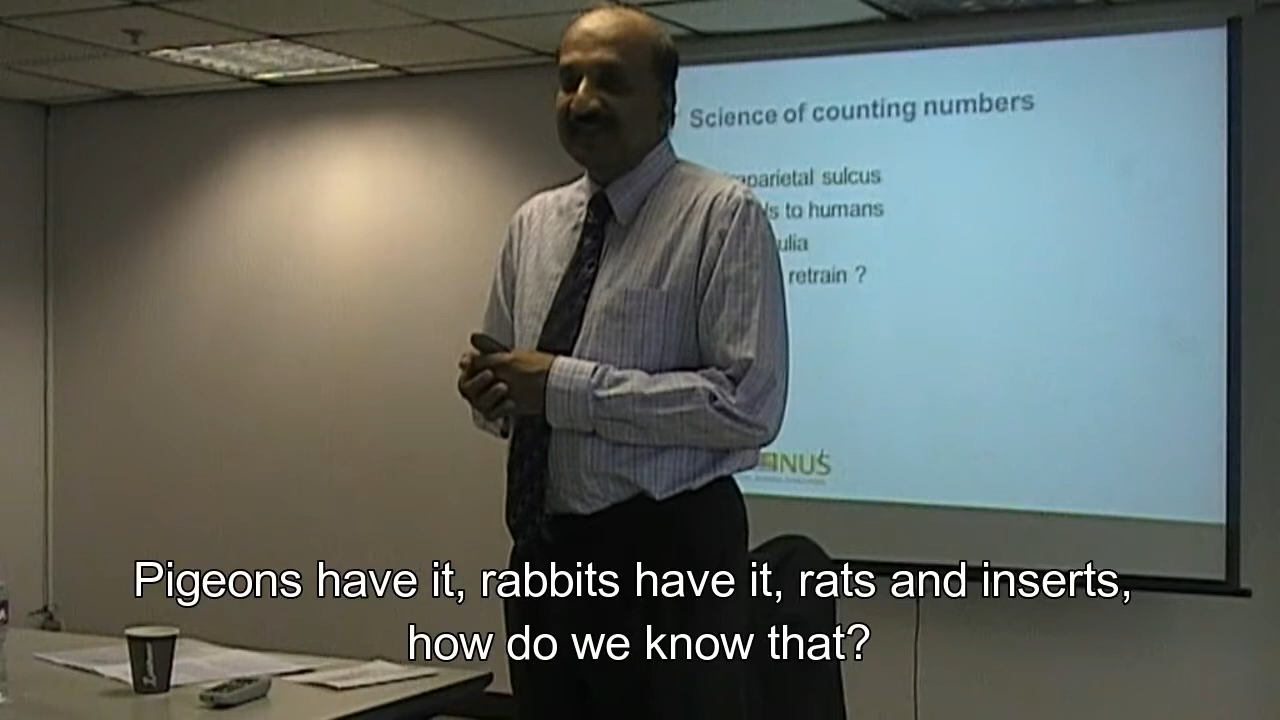 Science of counting numbers
sulcus
to humans
retrain ?
NUS
Pigeons have it, rabbits have it, rats and inserts,
how do we know that?